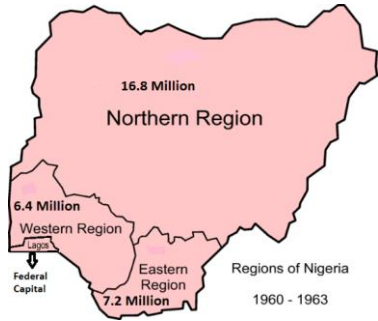 16.8 Million
Northern Region
6.4 Million
Western Region
Lagos
Federal
Capital
Eastern
Region
7.2 Million
Regions of Nigeria
1960 - 1963